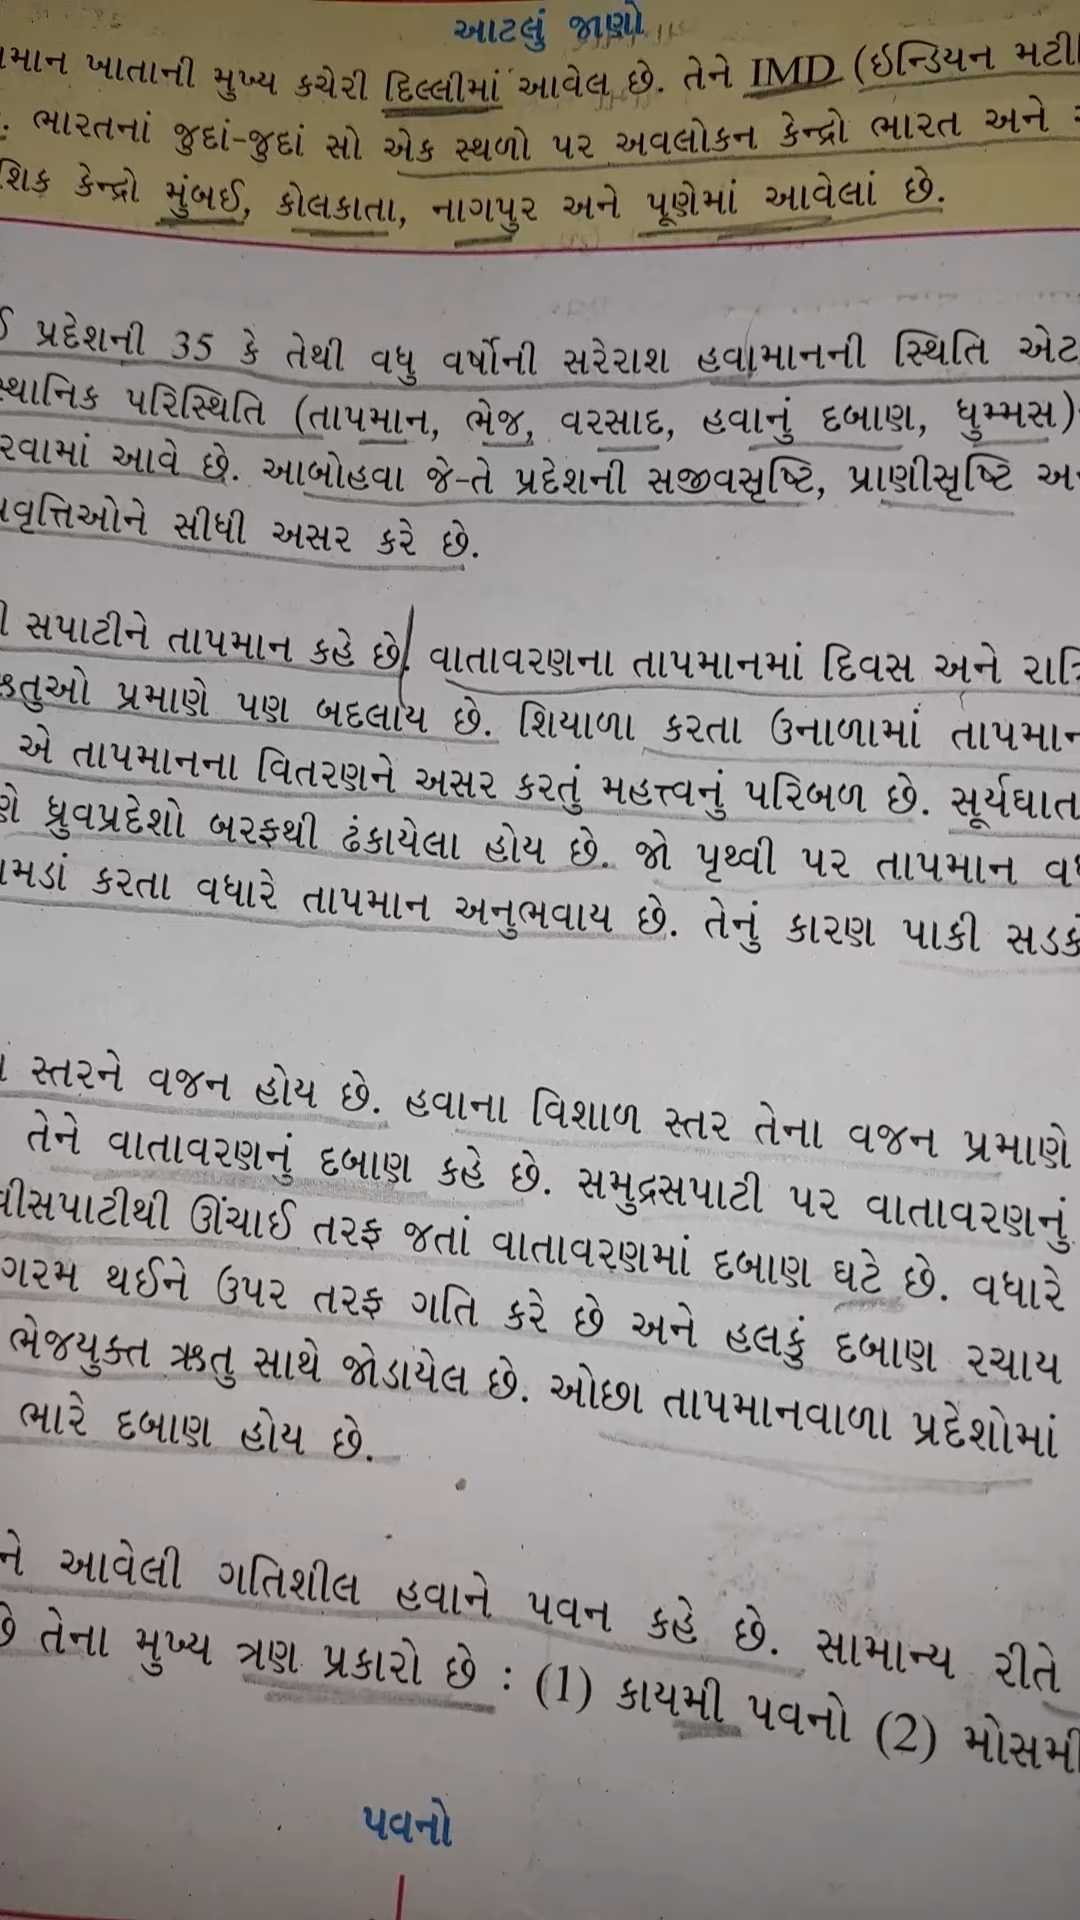 આટલું જાણો
માન ખાતાની મુખ્ય કચેરી દિલ્લીમાં આવેલ છે. તેને IMD (ઇન્ડિયન મટી
ભારતનાં જુદાં-જુદાં સો એક સ્થળો પર અવલોકન કેન્દ્રો ભારત અને
શિક કેન્દ્રો મુંબઈ, કોલકાતા, નાગપુર અને પૂણેમાં આવેલાં છે.
પ્રદેશની 35 કે તેથી વધુ વર્ષોની સરેરાશ હવામાનની સ્થિતિ એટ
સ્થાનિક પરિસ્થિતિ (તાપમાન, ભેજ, વરસાદ, હવાનું દબાણ, ધુમ્મસ)
રવામાં આવે છે. આબોહવા જે-તે પ્રદેશની સજીવસૃષ્ટિ, પ્રાણીસૃષ્ટિ અ
વૃત્તિઓને સીધી અસર કરે છે.
ી સપાટીને તાપમાન કહે છે. વાતાવરણના તાપમાનમાં દિવસ અને રાત્રિ
ઋતુઓ પ્રમાણે પણ બદલાય છે. શિયાળા કરતા ઉનાળામાં તાપમાન
એ તાપમાનના વિતરણને અસર કરતું મહત્ત્વનું પરિબળ છે. સૂર્યઘાત
ણે ધ્રુવપ્રદેશો બરફથી ઢંકાયેલા હોય છે. જો પૃથ્વી પર તાપમાન વધ
ામડાં કરતા વધારે તાપમાન અનુભવાય છે. તેનું કારણ પાકી સડક
સ્તરને વજન હોય છે. હવાના વિશાળ સ્તર તેના વજન પ્રમાણે
તેને વાતાવરણનું દબાણ કહે છે. સમુદ્રસપાટી પર વાતાવરણનું
વીસપાટીથી ઊંચાઈ તરફ જતાં વાતાવરણમાં દબાણ ઘટે છે. વધારે
ગરમ થઈને ઉપર તરફ ગતિ કરે છે અને હલકું દબાણ રચાય
ભેજયુક્ત ઋતુ સાથે જોડાયેલ છે. ઓછા તાપમાનવાળા પ્રદેશોમાં
ભારે દબાણ હોય છે.
ને આવેલી ગતિશીલ હવાને પવન કહે છે. સામાન્ય રીતે
છે તેના મુખ્ય ત્રણ પ્રકારો છે : (1) કાયમી પવનો (2) મોસમી
પવનો